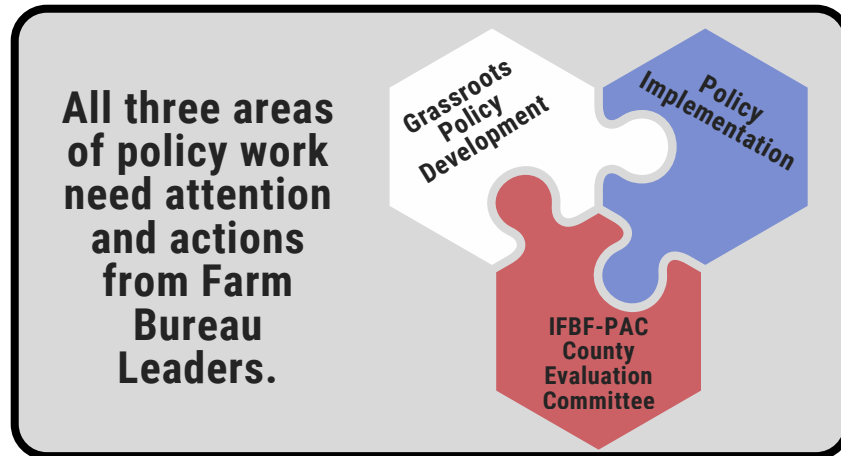 All three areas
of policy work
need attention
and actions
from Farm
Bureau
Leaders.
Grassroots
Policy
Development
Policy
Implementation
IFBF-PAC
County
Evaluation
Committee